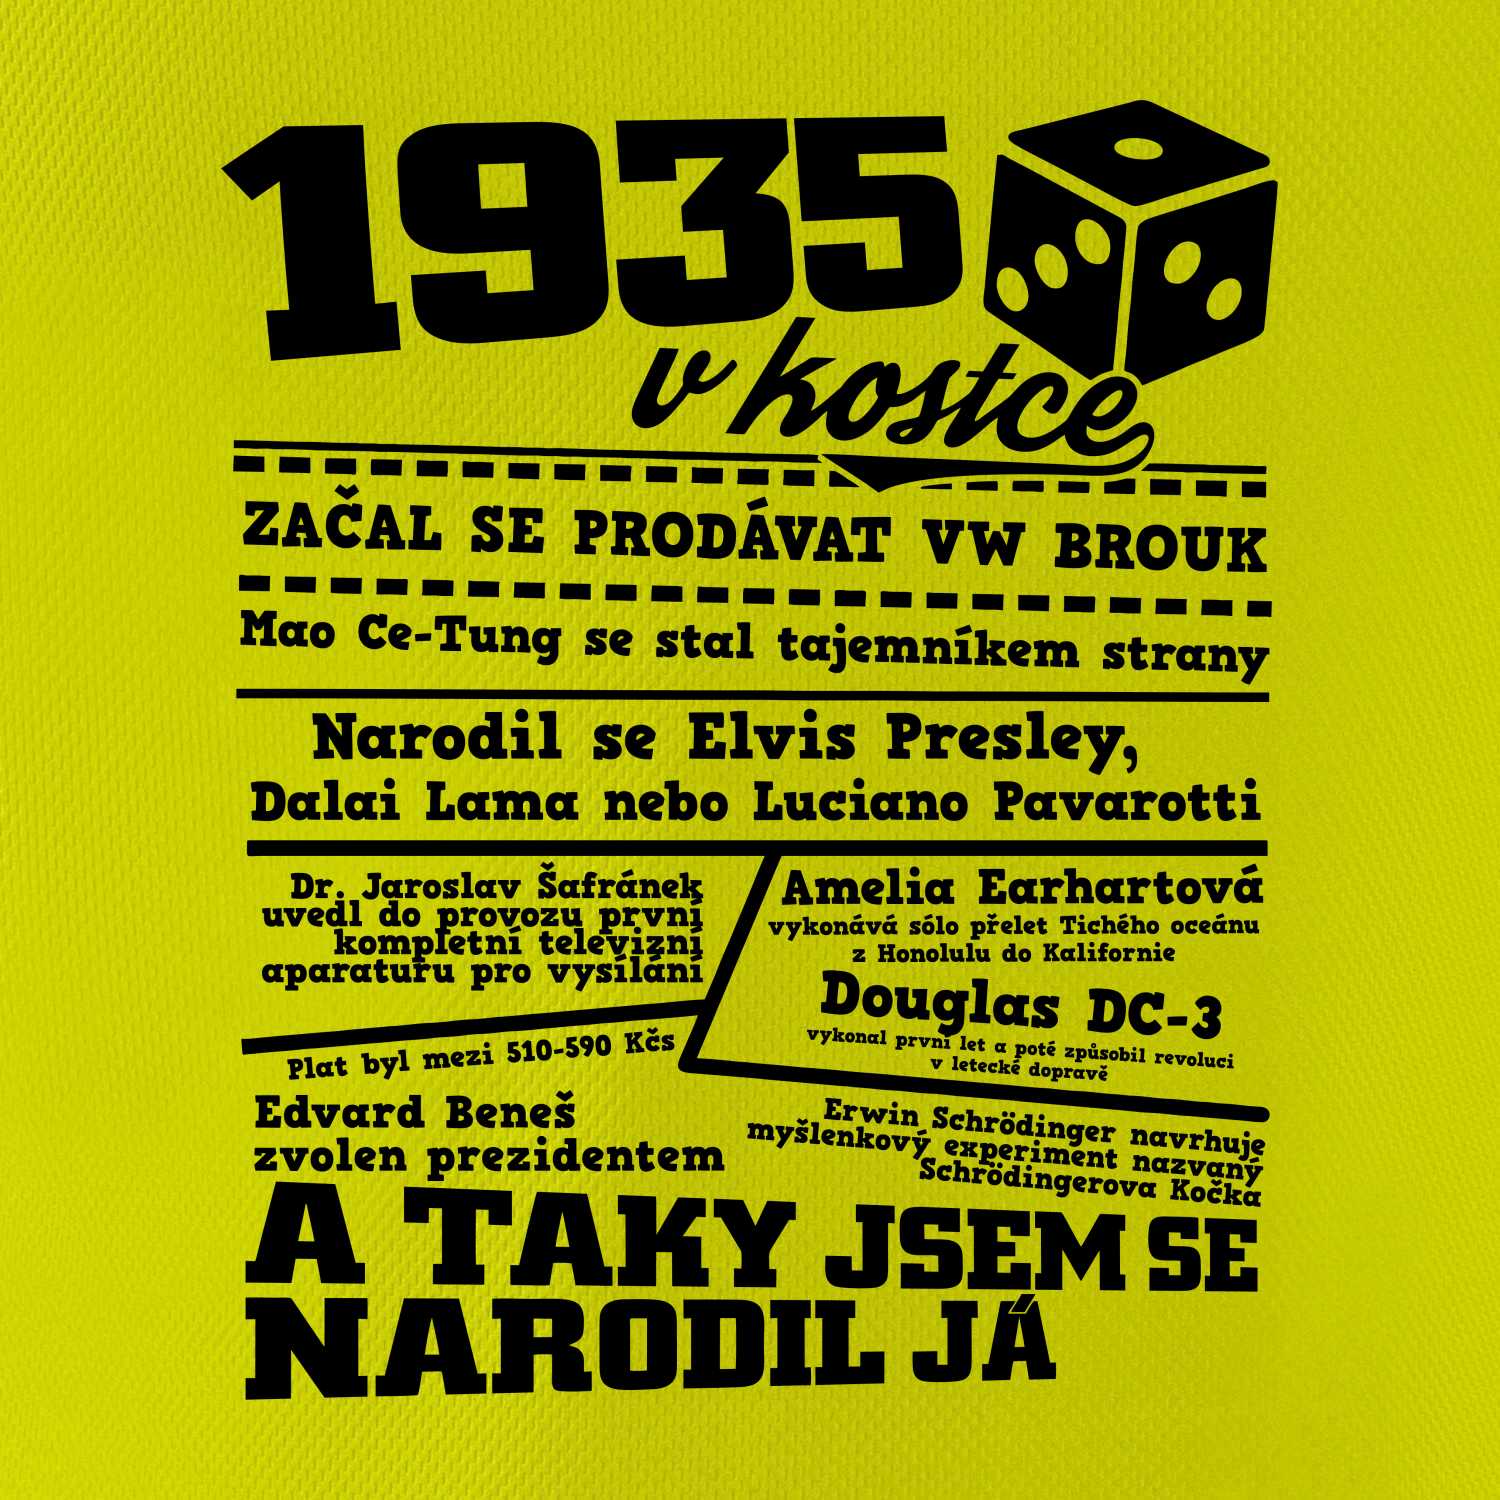 1935
v kostce
ZAČAL SE PRODÁVAT VW BROUK
Mao Ce-Tung se stal tajemníkem strany
Narodil se Elvis Presley,
Dalai Lama nebo Luciano Pavarotti
Dr. Jaroslav Šafránek
uvedl do provozu první
kompletní televizní
aparaturu pro vysílání
Plat byl mezi 510-590 Kčs
Edvard Beneš
zvolen prezidentem
Amelia Earhartová
vykonává sólo přelet Tichého oceánu
z Honolulu do Kalifornie
Douglas DC-3
vykonal první let a poté způsobil revoluci
v letecké dopravě
Erwin Schrödinger navrhuje
myšlenkový experiment nazvaný
Schrödingerova Kočka
A TAKY JSEM SE
NARODIL JÁ